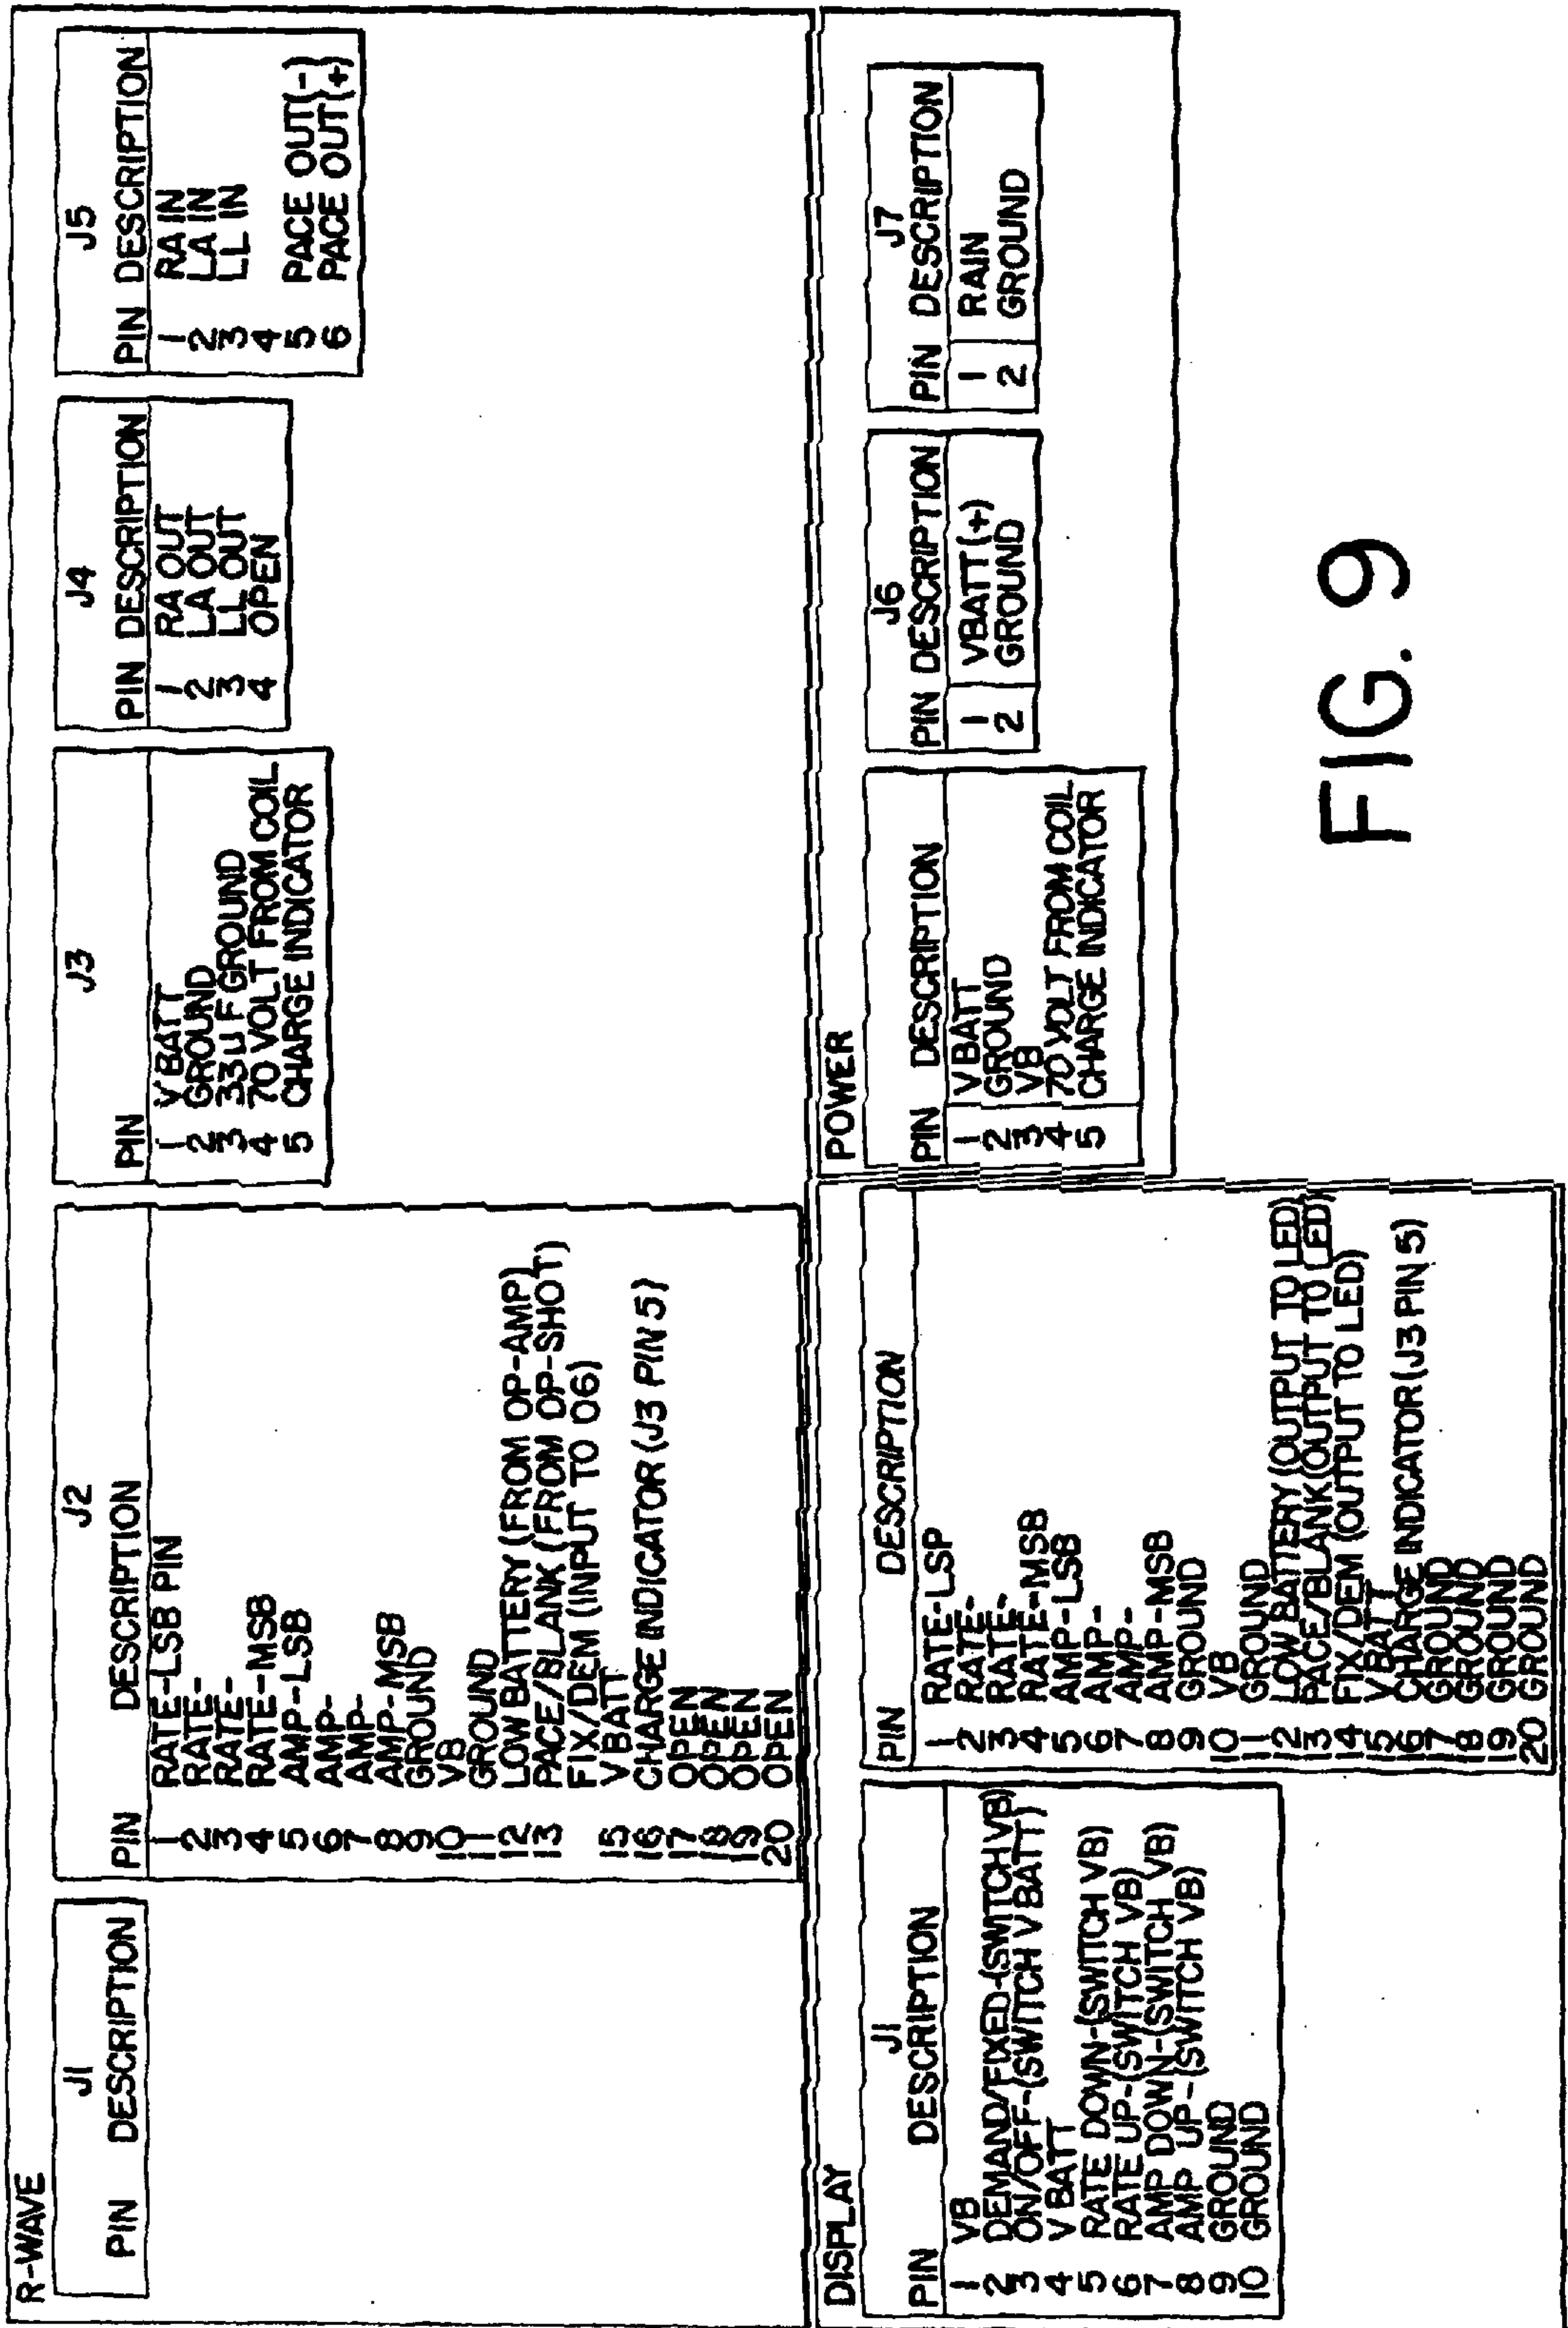 R-WAVE
J1
PIN DESCRIPTION
J2
PIN DESCRIPTION
1 RATE-LSB PIN
2 RATE-
3 RATE-
4 RATE-MSB
5 AMP-LSB
6 AMP-
7 AMP-
8 AMP-MSB
9 GROUND
10 VB
11 GROUND
12 LOW BATTERY (FROM OP-AMP)
13 PACE/BLANK (FROM OP-SHOT)
FIX/DEM (INPUT TO 06)
15 V BATT
16 CHARGE INDICATOR (J3 PIN 5)
17 OPEN
18 OPEN
19 OPEN
20 OPEN
J3
PIN
1 V BATT
2 GROUND
3 33u F GROUND
4 70 VOLT FROM COIL
5 CHARGE INDICATOR
J4
PIN DESCRIPTION
1 RA OUT
2 LA OUT
3 LL OUT
4 OPEN
J5
PIN DESCRIPTION
1 RA IN
2 LA IN
3 LL IN
4
5 PACE OUT(-)
6 PACE OUT(+)
DISPLAY
J1
PIN DESCRIPTION
1 VB
2 DEMAND/FIXED-(SWITCH VB)
3 ON/OFF-(SWITCH V BATT)
4 V BATT
5 RATE DOWN-(SWITCH VB)
6 RATE UP-(SWITCH VB)
7 AMP DOWN-(SWITCH VB)
8 AMP UP-(SWITCH VB)
9 GROUND
10 GROUND
PIN DESCRIPTION
1 RATE-LSP
2 RATE-
3 RATE-
4 RATE-MSB
5 AMP-LSB
6 AMP-
7 AMP-
8 AMP-MSB
9 GROUND
10 VB
11 GROUND
12 LOW BATTERY (OUTPUT TO LED)
13 PACE/BLANK(OUTPUT TO LED)
14 FIX/DEM (OUTPUT TO LED)
15 V BATT
16 CHARGE INDICATOR (J3 PIN 5)
17 GROUND
18 GROUND
19 GROUND
20 GROUND
POWER
PIN DESCRIPTION
1 V BATT
2 GROUND
3 VB
4 70 VOLT FROM COIL
5 CHARGE INDICATOR
J6
PIN DESCRIPTION
1 VBATT(+)
2 GROUND
J7
PIN DESCRIPTION
1 RAIN
2 GROUND
FIG. 9